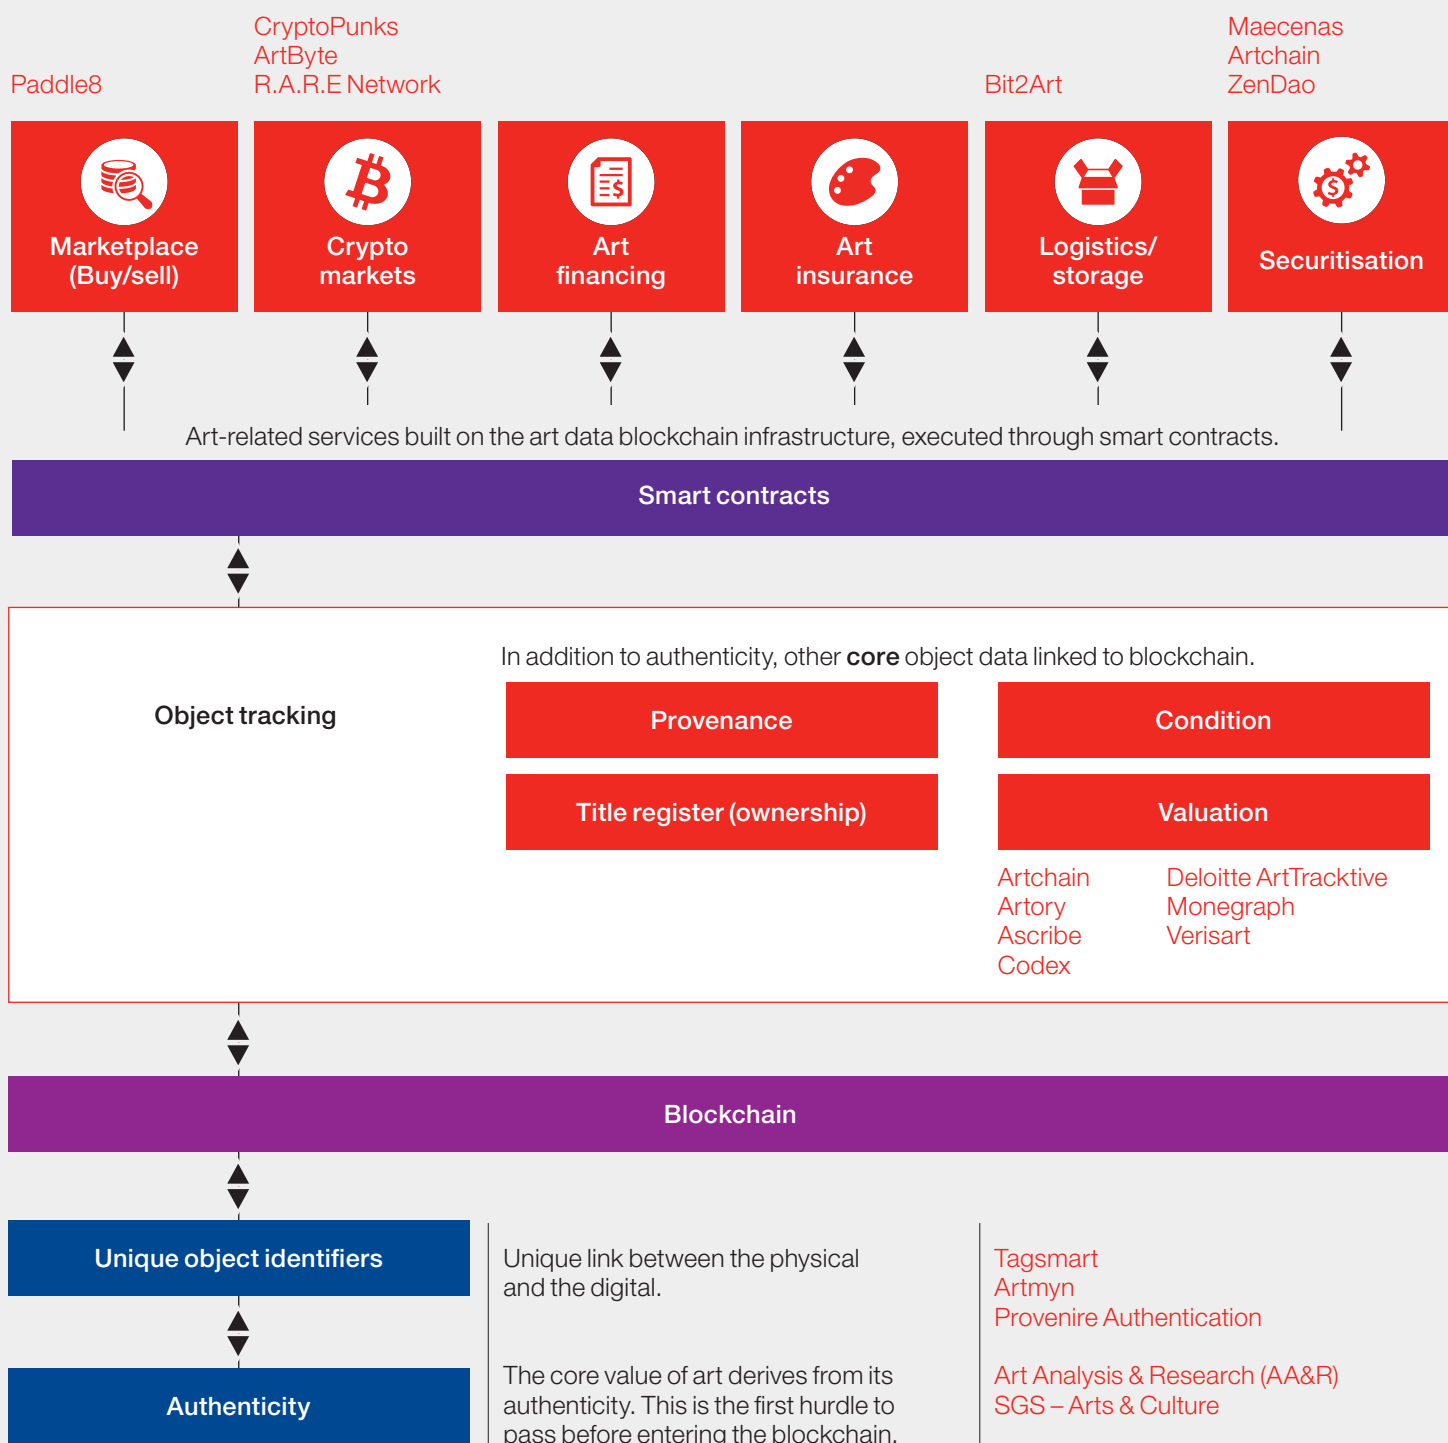 CryptoPunks
ArtByte
Paddle8
R.A.R.E Network
Bit2Art
Maecenas
Artchain
ZenDao
Marketplace
(Buy/sell)
Crypto
markets
Art
financing
Art
insurance
Logistics/
storage
Securitisation
Art-related services built on the art data blockchain infrastructure, executed through smart contracts.
Smart contracts
In addition to authenticity, other core object data linked to blockchain.
Object tracking
Provenance
Condition
Title register (ownership)
Valuation
Artchain
Artory
Ascribe
Codex
Deloitte ArtTracktive
Monegraph
Verisart
Blockchain
Unique object identifiers
Unique link between the physical
and the digital.
Tagsmart
Artmyn
Provenire Authentication
Authenticity
The core value of art derives from its
authenticity. This is the first hurdle to
pass before entering the blockchain.
Art Analysis & Research (AA&R)
SGS – Arts & Culture